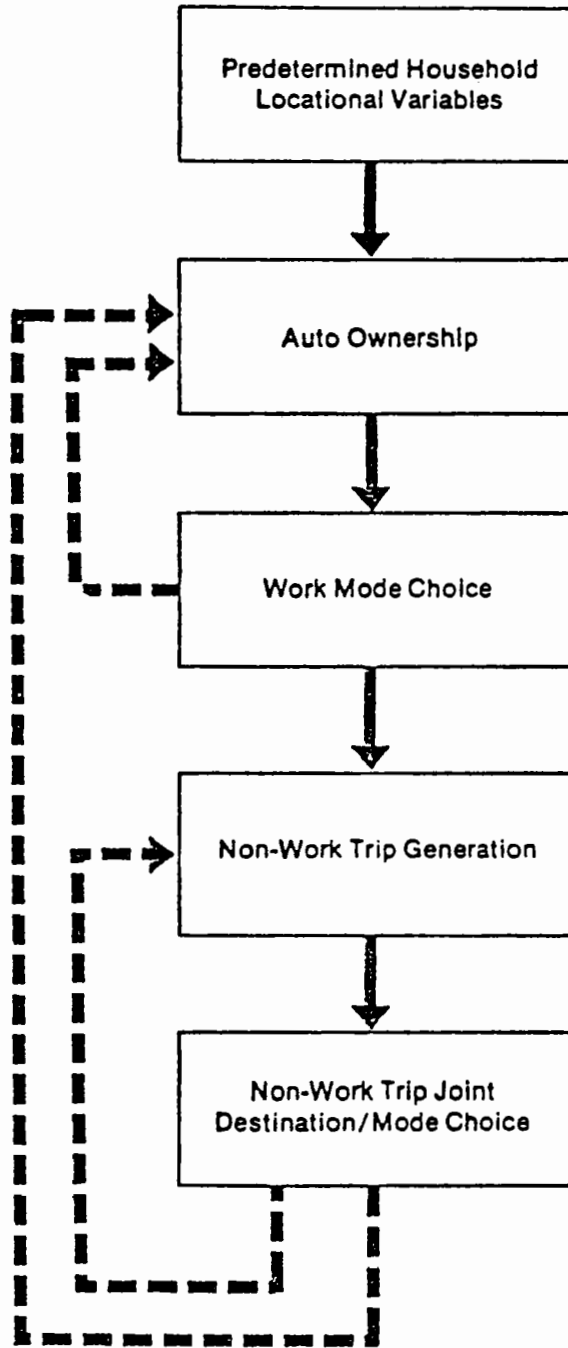 Predetermined Household
Locational Variables
Auto Ownership
Work Mode Choice
Non-Work Trip Generation
Non-Work Trip Joint
Destination/Mode Choice